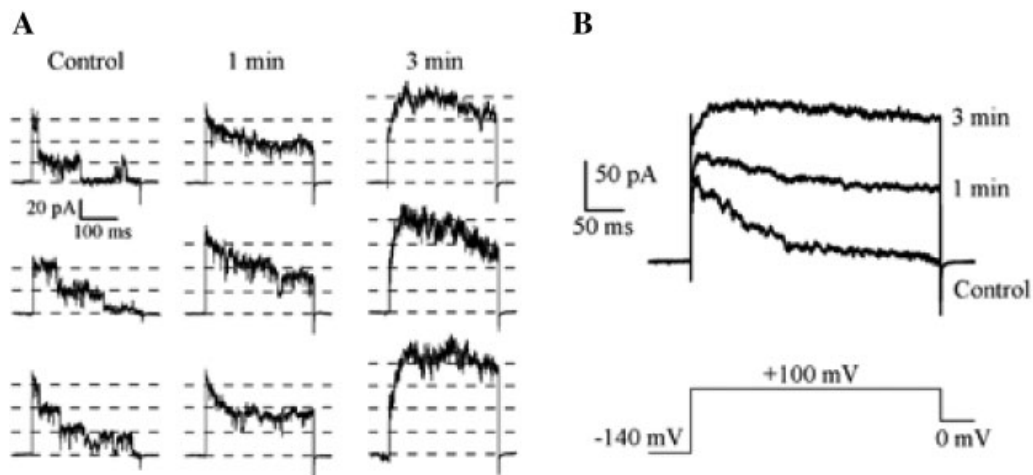 A
Control
1 min
3 min
20 pA
100 ms
B
3 min
50 pA
1 min
50 ms
Control
+100 mV
-140 mV
0 mV